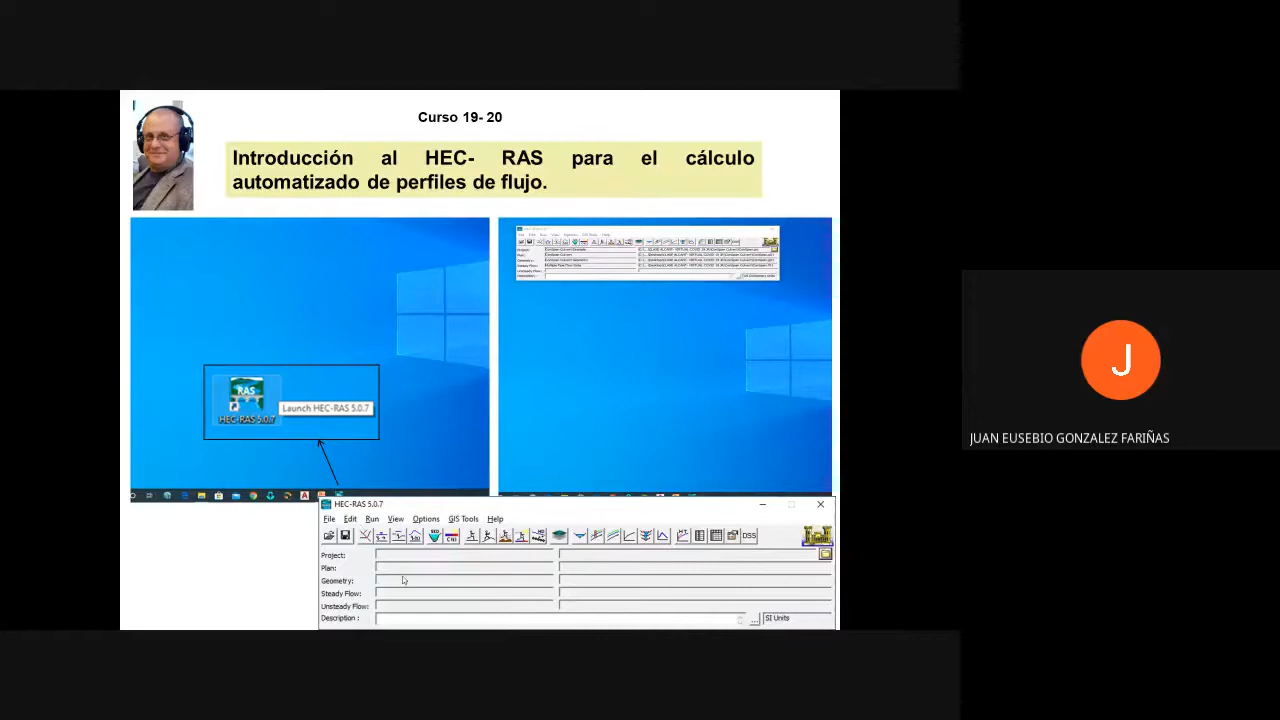 Curso 19- 20
Introducción al HEC- RAS para el cálculo
automatizado de perfiles de flujo.
RAS
HEC-RAS 5.0.7
Launch HEC-RAS 5.0.7
HEC-RAS 5.0.7
File Edit Run View Options GIS Tools Help
DSS
Project:
Plan:
Geometry:
Steady Flow:
Unsteady Flow:
Description :
...
SI Units
J
JUAN EUSEBIO GONZALEZ FARIÑAS